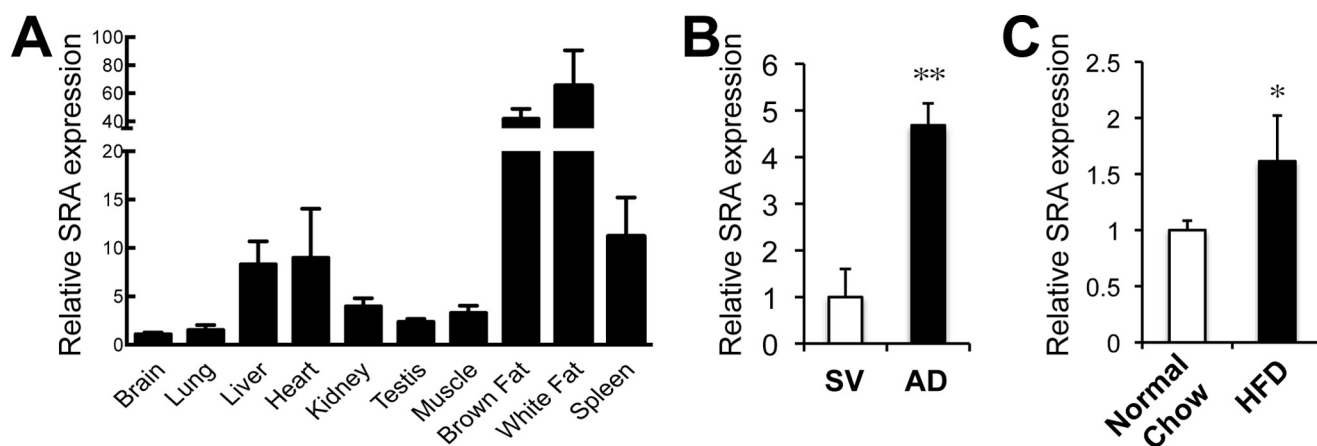 A
Relative SRA expression
100
80
60
40
20
15
10
5
0
Brain
Lung
Liver
Heart
Kidney
Testis
Muscle
Brown Fat
White Fat
Spleen
B
Relative SRA expression
6
5
4
3
2
1
0
**
SV
AD
C
Relative SRA expression
2.5
2
1.5
1
0.5
0
*
Normal
Chow
HFD